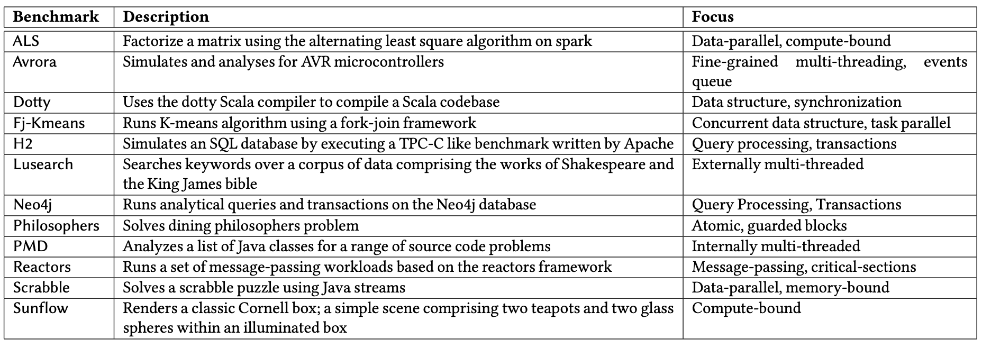 Benchmark Description Focus
ALS Factorize a matrix using the alternating least square algorithm on spark Data-parallel, compute-bound
Avrora Simulates and analyses for AVR microcontrollers Fine-grained multi-threading, events
queue
Dotty Uses the dotty Scala compiler to compile a Scala codebase Data structure, synchronization
Fj-Kmeans Runs K-means algorithm using a fork-join framework Concurrent data structure, task parallel
H2 Simulates an SQL database by executing a TPC-C like benchmark written by Apache Query processing, transactions
Lusearch Searches keywords over a corpus of data comprising the works of Shakespeare and Externally multi-threaded
the King James bible
Neo4j Runs analytical queries and transactions on the Neo4j database Query Processing, Transactions
Philosophers Solves dining philosophers problem Atomic, guarded blocks
PMD Analyzes a list of Java classes for a range of source code problems Internally multi-threaded
Reactors Runs a set of message-passing workloads based on the reactors framework Message-passing, critical-sections
Scrabble Solves a scrabble puzzle using Java streams Data-parallel, memory-bound
Sunflow Renders a classic Cornell box; a simple scene comprising two teapots and two glass Compute-bound
spheres within an illuminated box